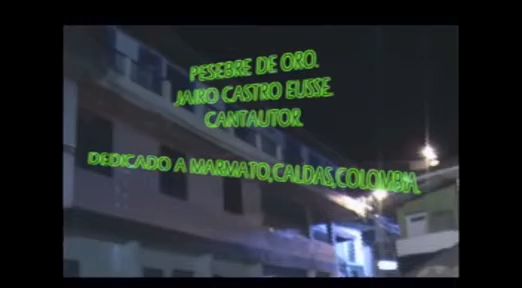 PESEBRE DE ORO.
JAIRO CASTRO EUSSE.
CANTAUTOR
DEDICADO A MARMATO,CALDAS,COLOMBIA.